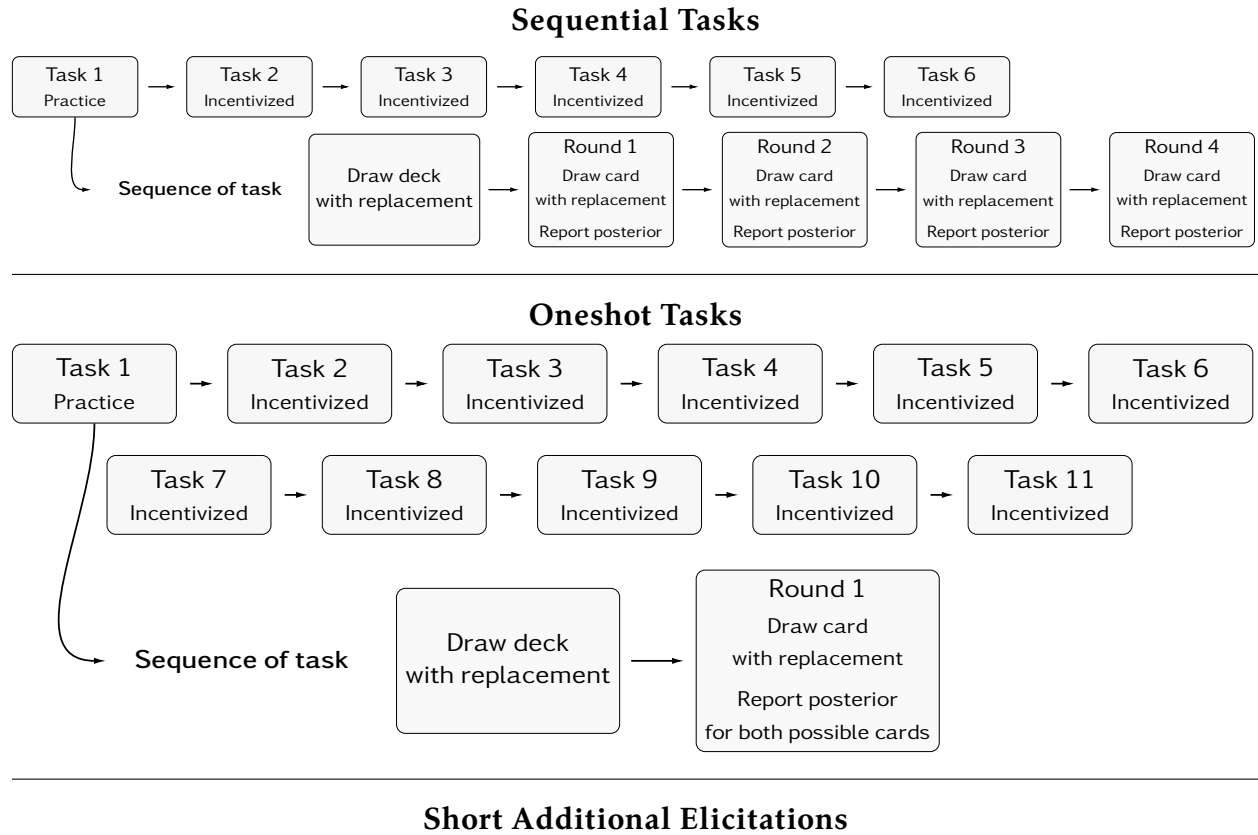 Sequential Tasks
Task 1
Practice
Task 2
Incentivized
Task 3
Incentivized
Task 4
Incentivized
Task 5
Incentivized
Task 6
Incentivized
Sequence of task
Draw deck
with replacement
Round 1
Draw card
with replacement
Report posterior
Round 2
Draw card
with replacement
Report posterior
Round 3
Draw card
with replacement
Report posterior
Round 4
Draw card
with replacement
Report posterior
Oneshot Tasks
Task 1
Practice
Task 2
Incentivized
Task 3
Incentivized
Task 4
Incentivized
Task 5
Incentivized
Task 6
Incentivized
Task 7
Incentivized
Task 8
Incentivized
Task 9
Incentivized
Task 10
Incentivized
Task 11
Incentivized
Sequence of task
Draw deck
with replacement
Round 1
Draw card
with replacement
Report posterior
for both possible cards
Short Additional Elicitations